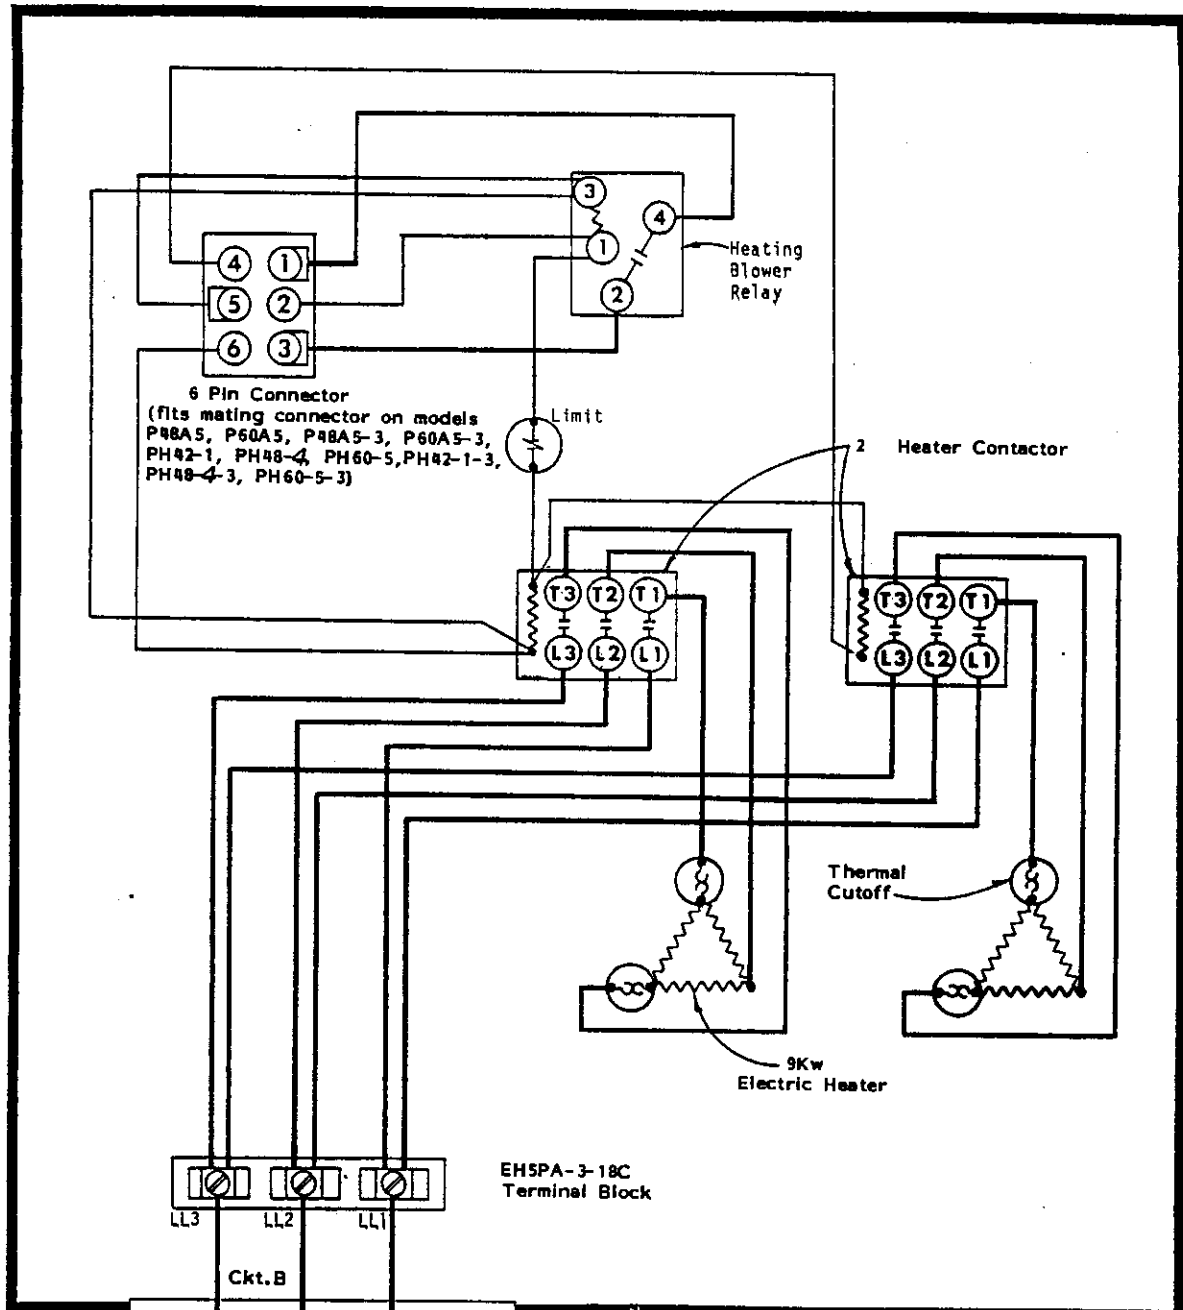 3
4
1
2
Heating
Blower
Relay
4 1
5 2
6 3
6 Pin Connector
(fits mating connector on models
P48A5, P60A5, P48A5-3, P60A5-3,
PH42-1, PH48-4, PH60-5, PH42-1-3,
PH48-4-3, PH60-5-3)
Limit
2 Heater Contactor
T3 T2 T1
L3 L2 L1
T3 T2 T1
L3 L2 L1
Thermal
Cutoff
9Kw
Electric Heater
EHSPA-3-18C
Terminal Block
LL3 LL2 LL1
Ckt.B